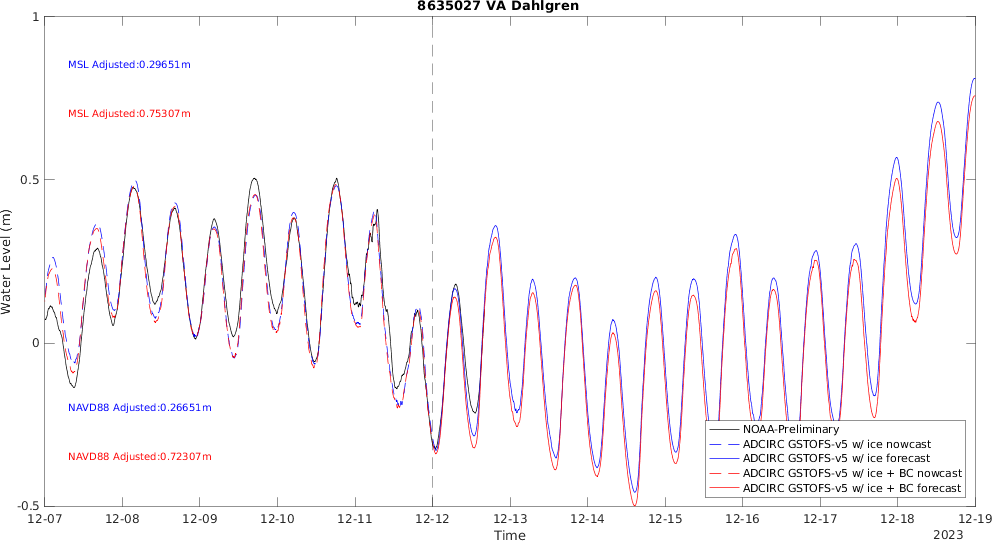 8635027 VA Dahlgren
1
MSL Adjusted:0.29651m
MSL Adjusted:0.75307m
0.5
Water Level (m)
0
NAVD88 Adjusted:0.26651m
NAVD88 Adjusted:0.72307m
-0.5
NOAA-Preliminary
ADCIRC GSTOFS-v5 w/ ice nowcast
ADCIRC GSTOFS-v5 w/ ice forecast
ADCIRC GSTOFS-v5 w/ ice + BC nowcast
ADCIRC GSTOFS-v5 w/ ice + BC forecast
12-07 12-08 12-09 12-10 12-11 12-12 12-13 12-14 12-15 12-16 12-17 12-18 12-19
Time
2023